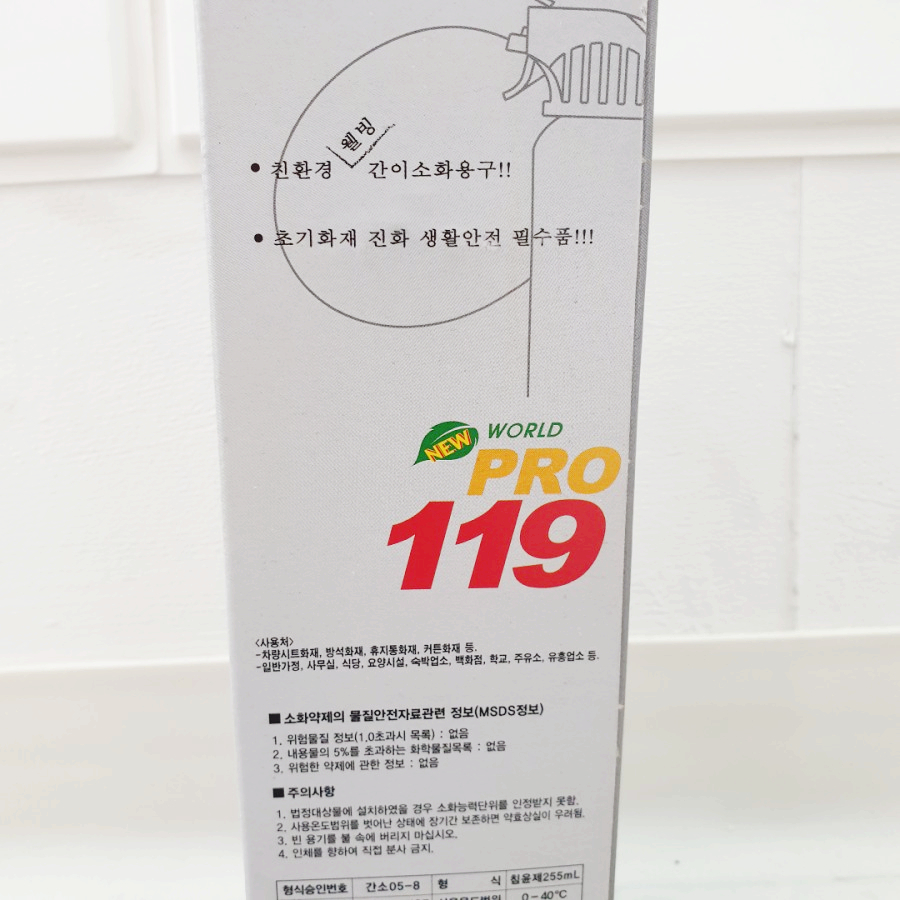 웰빙
• 친환경 간이소화용구!!
• 초기화재 진화 생활안전 필수품!!!
NEW WORLD
PRO
119
<사용처>
-차량시트화재, 방석화재, 휴지통화재, 커튼화재 등.
-일반가정, 사무실, 식당, 요양시설, 숙박업소, 백화점, 학교, 주유소, 유흥업소 등.
■ 소화약제의 물질안전자료관련 정보(MSDS정보)
1. 위험물질 정보(1.0초과시 목록) : 없음
2. 내용물의 5%를 초과하는 화학물질목록 : 없음
3. 위험한 약제에 관한 정보 : 없음
■ 주의사항
1. 법정대상물에 설치하였을 경우 소화능력단위를 인정받지 못함.
2. 사용온도범위를 벗어난 상태에 장기간 보존하면 약효상실이 우려됨.
3. 빈 용기를 불 속에 버리지 마십시오.
4. 인체를 향하여 직접 분사 금지.
형식승인번호 간소05-8 형 식 침윤제255mL
0~40℃